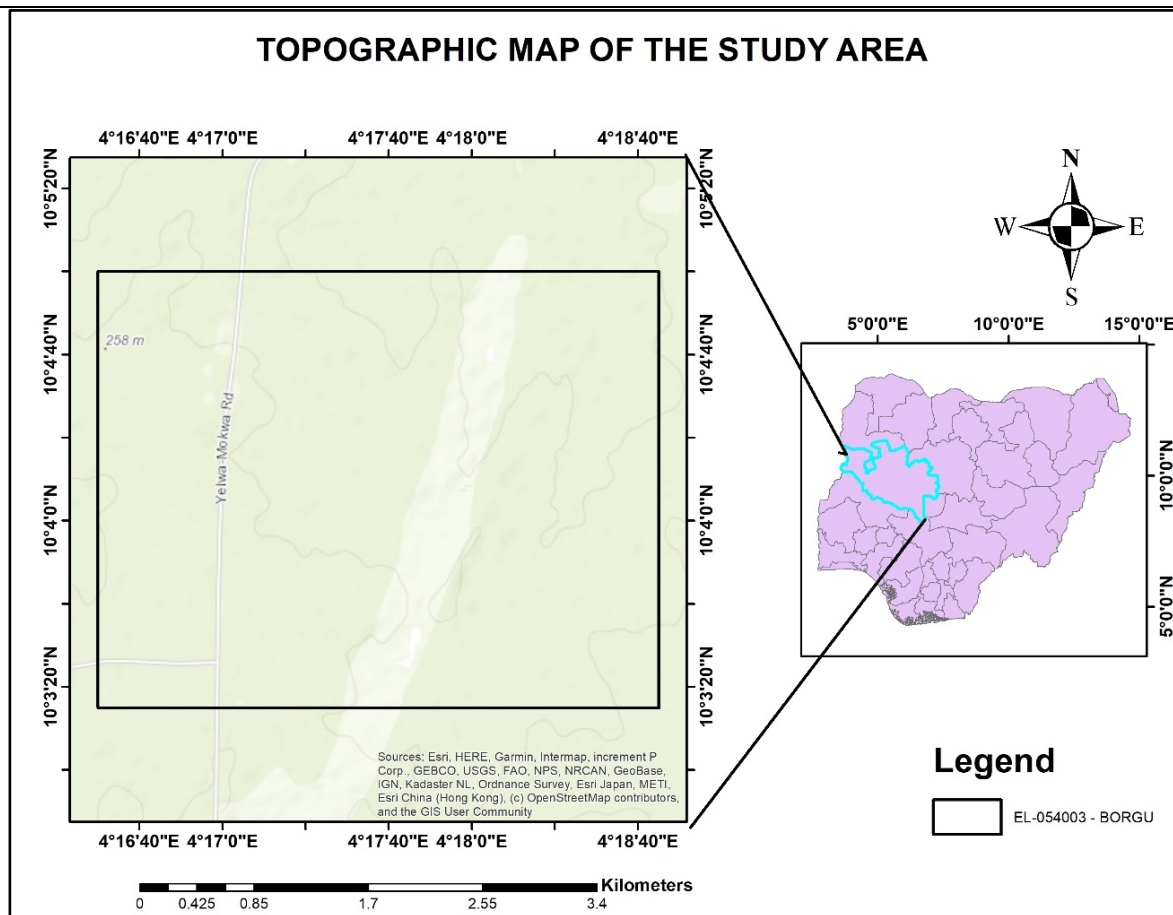 TOPOGRAPHIC MAP OF THE STUDY AREA
4°16'40"E 4°17'0"E 4°17'40"E 4°18'0"E 4°18'40"E
10°5'20"N 10°5'20"N
10°4'40"N 10°4'40"N
10°4'0"N 10°4'0"N
10°3'20"N 10°3'20"N
258 m
Yelwa-Mokwa Rd
Sources: Esri, HERE, Garmin, Intermap, increment P
Corp., GEBCO, USGS, FAO, NPS, NRCAN, GeoBase,
IGN, Kadaster NL, Ordnance Survey, Esri Japan, METI,
Esri China (Hong Kong), (c) OpenStreetMap contributors,
and the GIS User Community
4°16'40"E 4°17'0"E 4°17'40"E 4°18'0"E 4°18'40"E
Kilometers
0 0.425 0.85 1.7 2.55 3.4
N
W E
S
5°0'0"E 10°0'0"E 15°0'0"E
10°0'0"N
5°0'0"N
Legend
EL-054003 - BORGU